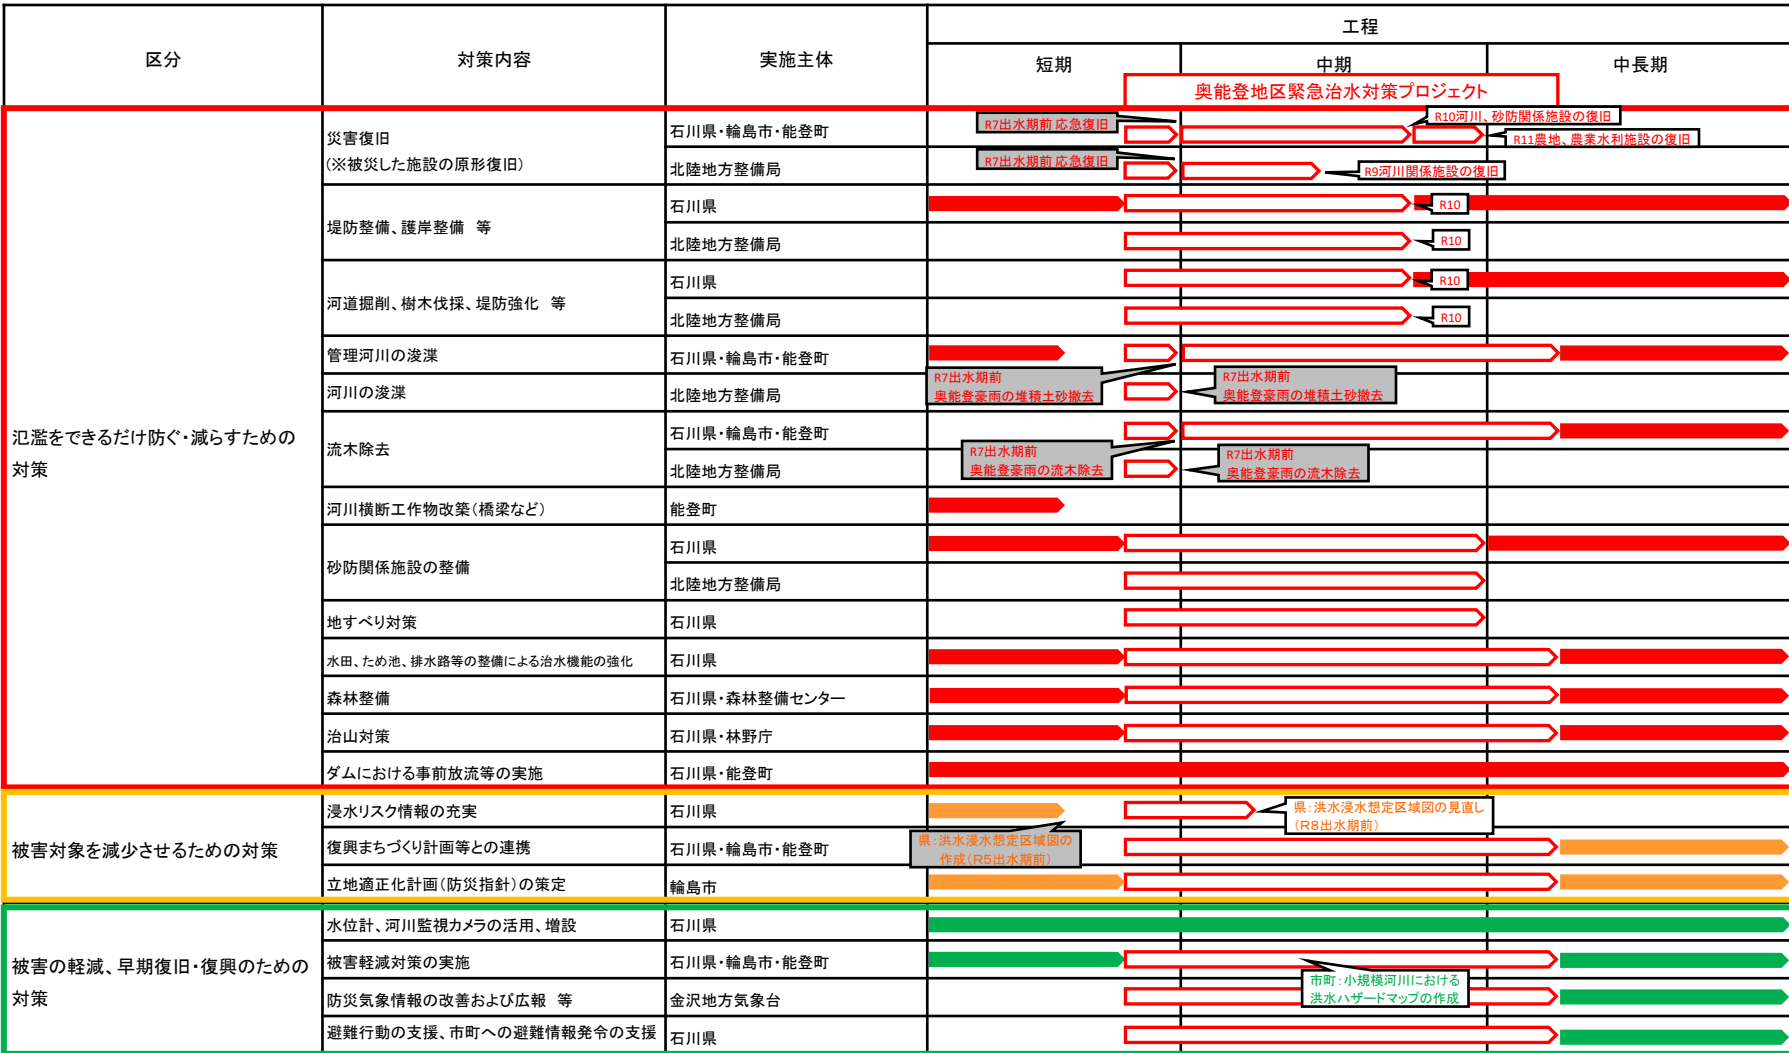 区分
対策内容
実施主体
工程
短期
中期
中長期
奥能登地区緊急治水対策プロジェクト
氾濫をできるだけ防ぐ・減らすための
対策
災害復旧
(※被災した施設の原形復旧)
石川県・輪島市・能登町
R7出水期前 応急復旧
R10河川、砂防関係施設の復旧
R11農地、農業水利施設の復旧
北陸地方整備局
R7出水期前 応急復旧
R9河川関係施設の復旧
堤防整備、護岸整備 等
石川県
R10
北陸地方整備局
R10
河道掘削、樹木伐採、堤防強化 等
石川県
R10
北陸地方整備局
R10
管理河川の浚渫
石川県・輪島市・能登町
R7出水期前
奥能登豪雨の堆積土砂撤去
河川の浚渫
北陸地方整備局
R7出水期前
奥能登豪雨の堆積土砂撤去
流木除去
石川県・輪島市・能登町
R7出水期前
奥能登豪雨の流木除去
北陸地方整備局
R7出水期前
奥能登豪雨の流木除去
河川横断工作物改築(橋梁など)
能登町
砂防関係施設の整備
石川県
北陸地方整備局
地すべり対策
石川県
水田、ため池、排水路等の整備による治水機能の強化
石川県
森林整備
石川県・森林整備センター
治山対策
石川県・林野庁
ダムにおける事前放流等の実施
石川県・能登町
被害対象を減少させるための対策
浸水リスク情報の充実
石川県
県:洪水浸水想定区域図の
作成(R5出水期前)
県:洪水浸水想定区域図の見直し
(R8出水期前)
復興まちづくり計画等との連携
石川県・輪島市・能登町
立地適正化計画(防災指針)の策定
輪島市
被害の軽減、早期復旧・復興のための
対策
水位計、河川監視カメラの活用、増設
石川県
被害軽減対策の実施
石川県・輪島市・能登町
市町:小規模河川における
洪水ハザードマップの作成
防災気象情報の改善および広報 等
金沢地方気象台
避難行動の支援、市町への避難情報発令の支援
石川県